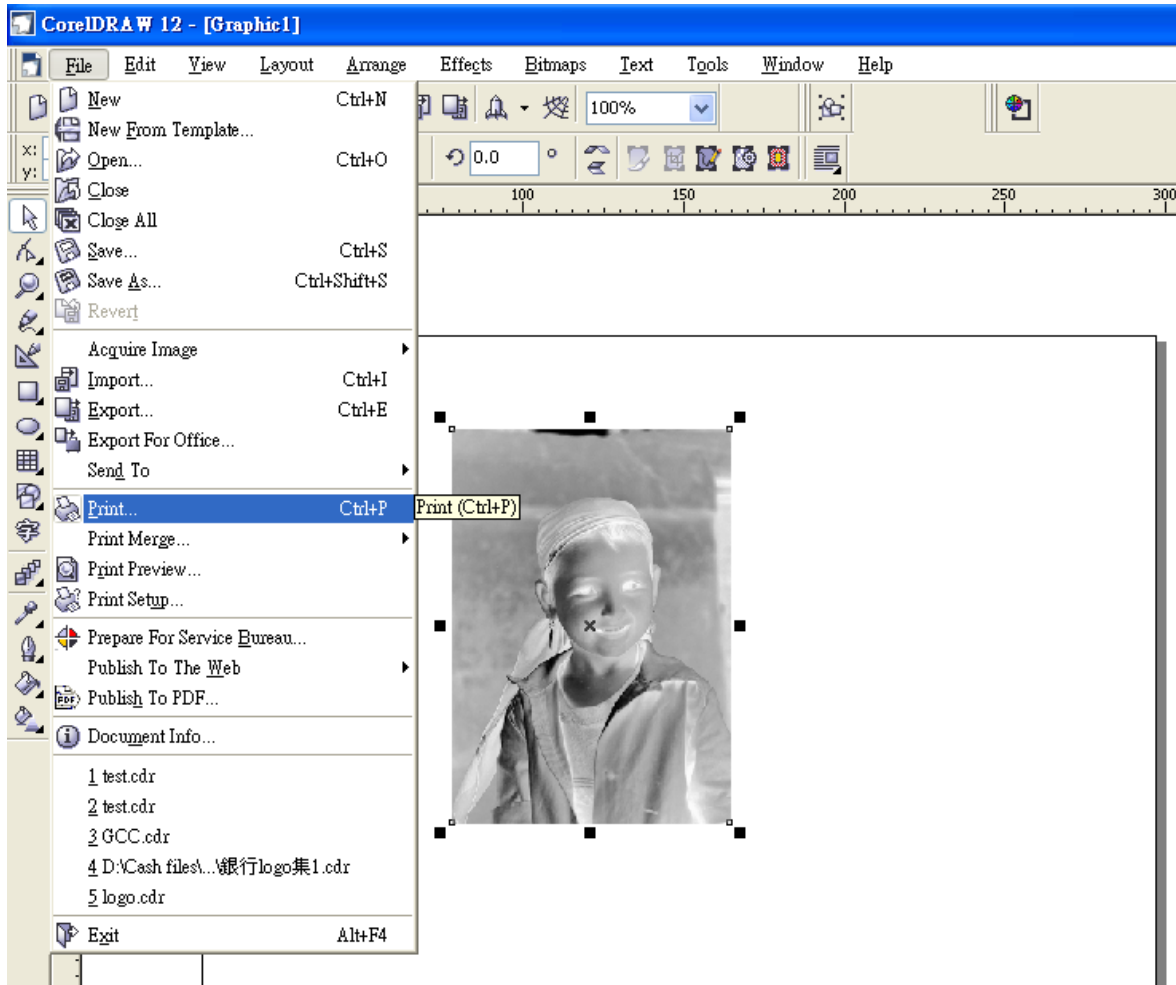 CorelDRAW 12 - [Graphic1]
File Edit View Layout Arrange Effects Bitmaps Text Tools Window Help
100%
x:
y:
0.0 °
100 150 200 250 300
New Ctrl+N
New From Template...
Open... Ctrl+O
Close
Close All
Save... Ctrl+S
Save As... Ctrl+Shift+S
Revert
Acquire Image
Import... Ctrl+I
Export... Ctrl+E
Export For Office...
Send To
Print... Ctrl+P
Print (Ctrl+P)
Print Merge...
Print Preview...
Print Setup...
Prepare For Service Bureau...
Publish To The Web
PDF Publish To PDF...
Document Info...
1 test.cdr
2 test.cdr
3 GCC.cdr
4 D:\Cash files\...\銀行logo集1.cdr
5 logo.cdr
Exit Alt+F4
字